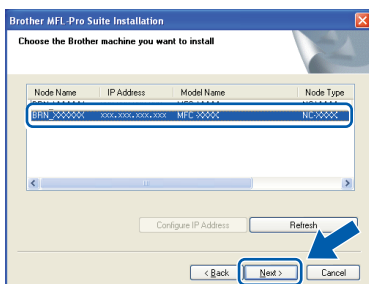 Brother MFL-Pro Suite Installation
Choose the Brother machine you want to install
Node Name IP Address Model Name Node Type
BRN_XXXXXX xxx.xxx.xxx.xxx MFC-XXXX NC-XXXX
Configure IP Address Refresh
< Back Next > Cancel